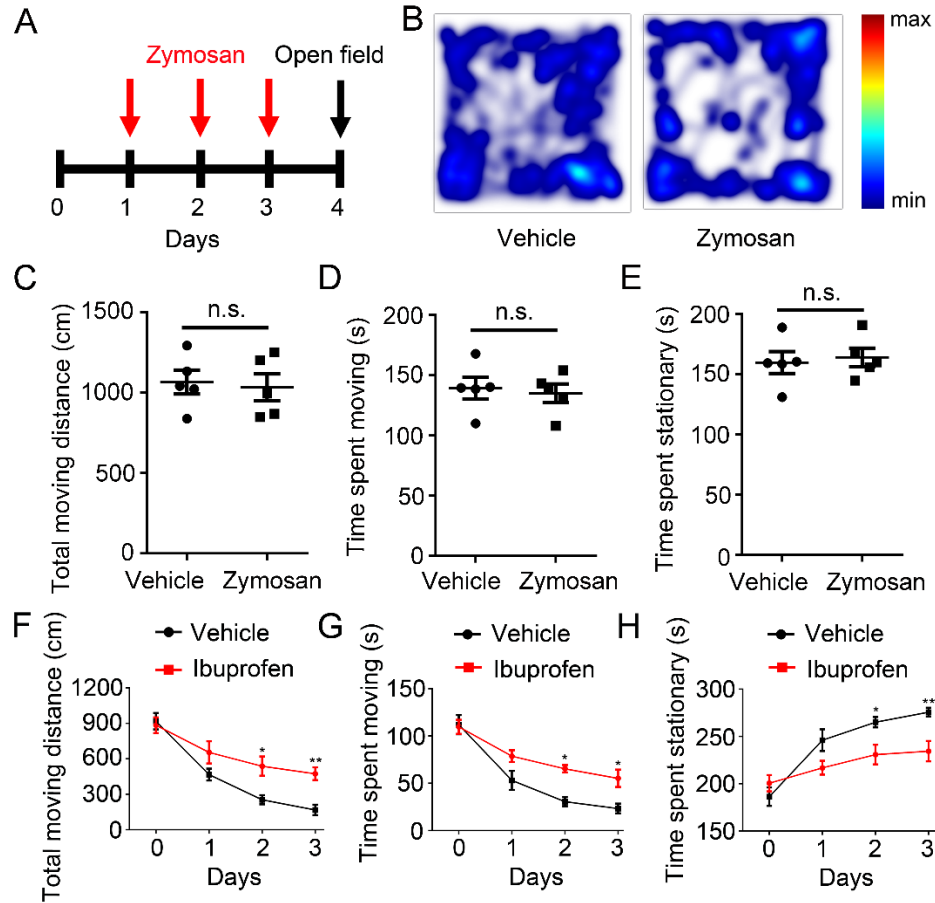 A
Zymosan
Open field
0 1 2 3 4
Days
B
Vehicle
Zymosan
max
min
C
Total moving distance (cm)
1500
1000
500
0
n.s.
Vehicle Zymosan
D
Time spent moving (s)
200
150
100
50
0
n.s.
Vehicle Zymosan
E
Time spent stationary (s)
200
150
100
50
0
n.s.
Vehicle Zymosan
F
Vehicle
Ibuprofen
Total moving distance (cm)
1200
900
600
300
0
* **
0 1 2 3
Days
G
Vehicle
Ibuprofen
Time spent moving (s)
150
100
50
0
* *
0 1 2 3
Days
H
Vehicle
Ibuprofen
Time spent stationary (s)
300
250
200
150
* **
0 1 2 3
Days